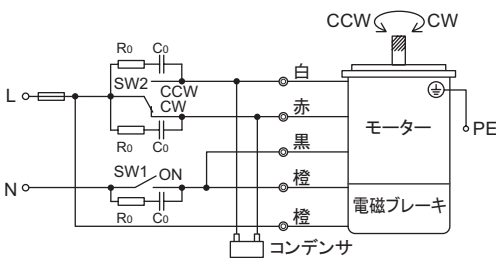 CCW CW
R0 C0
白
SW2 CCW
CW
L
赤
モーター
PE
R0 C0
黒
SW1 ON
橙
N
電磁ブレーキ
R0 C0
橙
コンデンサ